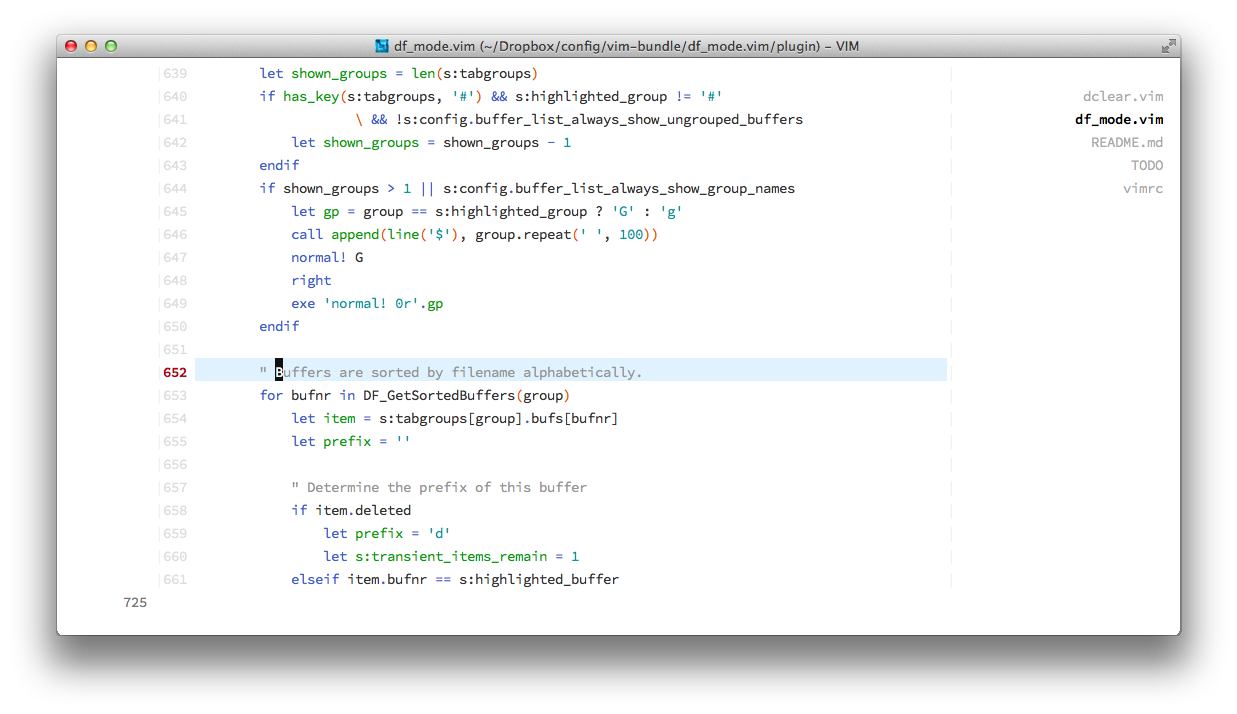 df_mode.vim (~/Dropbox/config/vim-bundle/df_mode.vim/plugin) – VIM
639 let shown_groups = len(s:tabgroups)
640 if has_key(s:tabgroups, '#') && s:highlighted_group != '#'
641 \ && !s:config.buffer_list_always_show_ungrouped_buffers
642 let shown_groups = shown_groups - 1
643 endif
644 if shown_groups > 1 || s:config.buffer_list_always_show_group_names
645 let gp = group == s:highlighted_group ? 'G' : 'g'
646 call append(line('$'), group.repeat(' ', 100))
647 normal! G
648 right
649 exe 'normal! 0r'.gp
650 endif
651
652 " Buffers are sorted by filename alphabetically.
653 for bufnr in DF_GetSortedBuffers(group)
654 let item = s:tabgroups[group].bufs[bufnr]
655 let prefix = ''
656
657 " Determine the prefix of this buffer
658 if item.deleted
659 let prefix = 'd'
660 let s:transient_items_remain = 1
661 elseif item.bufnr == s:highlighted_buffer
725
dclear.vim
df_mode.vim
README.md
TODO
vimrc